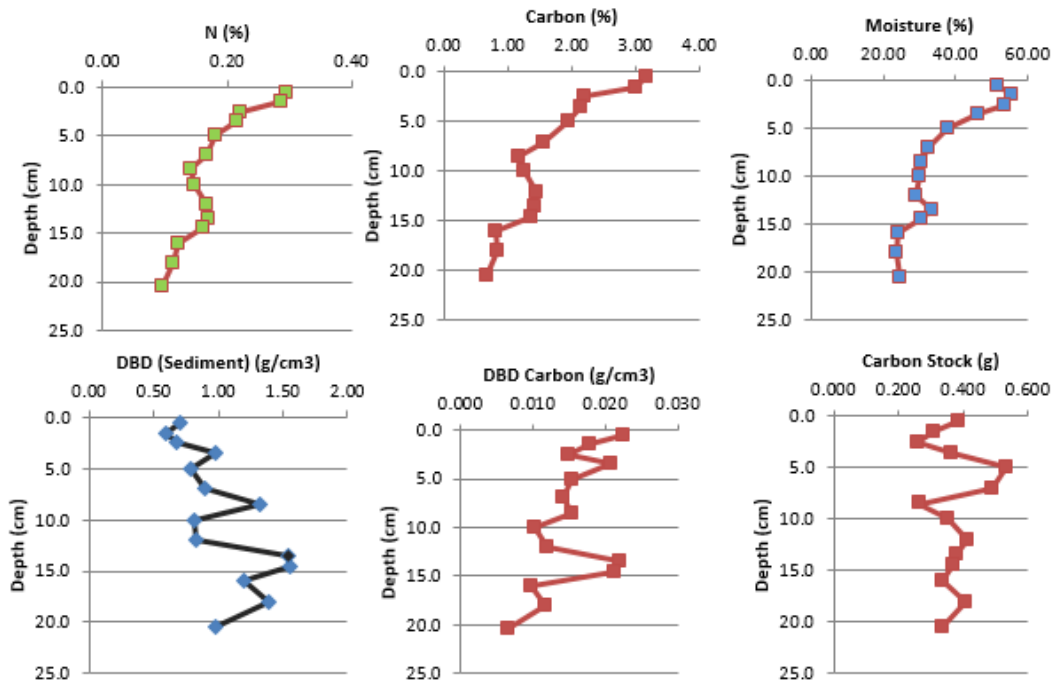 N (%)
0.00 0.20 0.40
0.0
5.0
10.0
15.0
20.0
25.0
Depth (cm)
Carbon (%)
0.00 1.00 2.00 3.00 4.00
0.0
5.0
10.0
15.0
20.0
25.0
Depth (cm)
Moisture (%)
0.00 20.00 40.00 60.00
0.0
5.0
10.0
15.0
20.0
25.0
Depth (cm)
DBD (Sediment) (g/cm3)
0.00 0.50 1.00 1.50 2.00
0.0
5.0
10.0
15.0
20.0
25.0
Depth (cm)
DBD Carbon (g/cm3)
0.000 0.010 0.020 0.030
0.0
5.0
10.0
15.0
20.0
25.0
Depth (cm)
Carbon Stock (g)
0.000 0.200 0.400 0.600
0.0
5.0
10.0
15.0
20.0
25.0
Depth (cm)